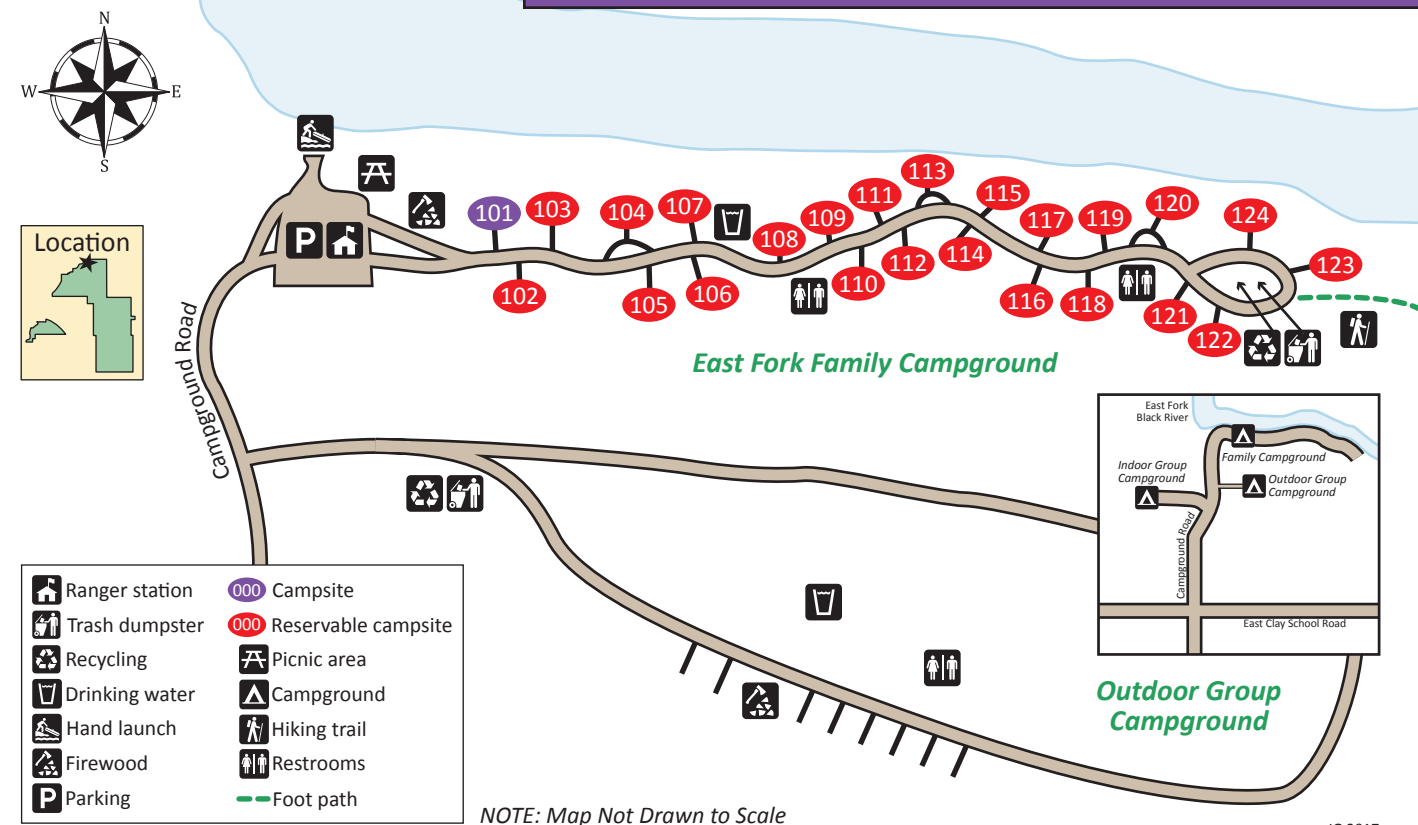 N
W
E
S
Location
P
101
103
104
107
108
109
111
113
115
117
119
120
124
102
105
106
110
112
114
116
118
121
122
123
East Fork Family Campground
Campground Road
East Fork
Black River
Family Campground
Indoor Group
Campground
Outdoor Group
Campground
Campground Road
East Clay School Road
Outdoor Group
Campground
Ranger station
000 Campsite
Trash dumpster
000 Reservable campsite
Recycling
Picnic area
Drinking water
Campground
Hand launch
Hiking trail
Firewood
Restrooms
P Parking
Foot path
NOTE: Map Not Drawn to Scale